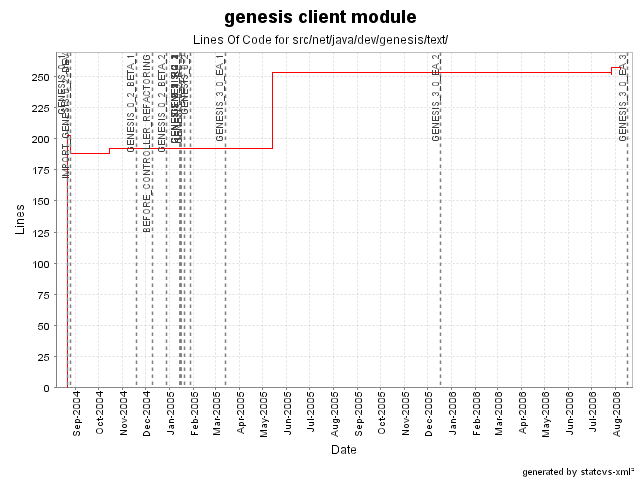 genesis client module
Lines Of Code for src/net/java/dev/genesis/text/
Lines
250
225
200
175
150
125
100
75
50
25
0
GENESIS_0_2_BETA_1
BEFORE_CONTROLLER_REFACTORING
GENESIS_0_2_BETA_2
GENESIS_3_0_EA_1
GENESIS_3_0_EA_2
GENESIS_3_0_EA_3
Sep-2004
Oct-2004
Nov-2004
Dec-2004
Jan-2005
Feb-2005
Mar-2005
Apr-2005
May-2005
Jun-2005
Jul-2005
Aug-2005
Sep-2005
Oct-2005
Nov-2005
Dec-2005
Jan-2006
Feb-2006
Mar-2006
Apr-2006
May-2006
Jun-2006
Jul-2006
Aug-2006
Date
generated by statcvs-xml²